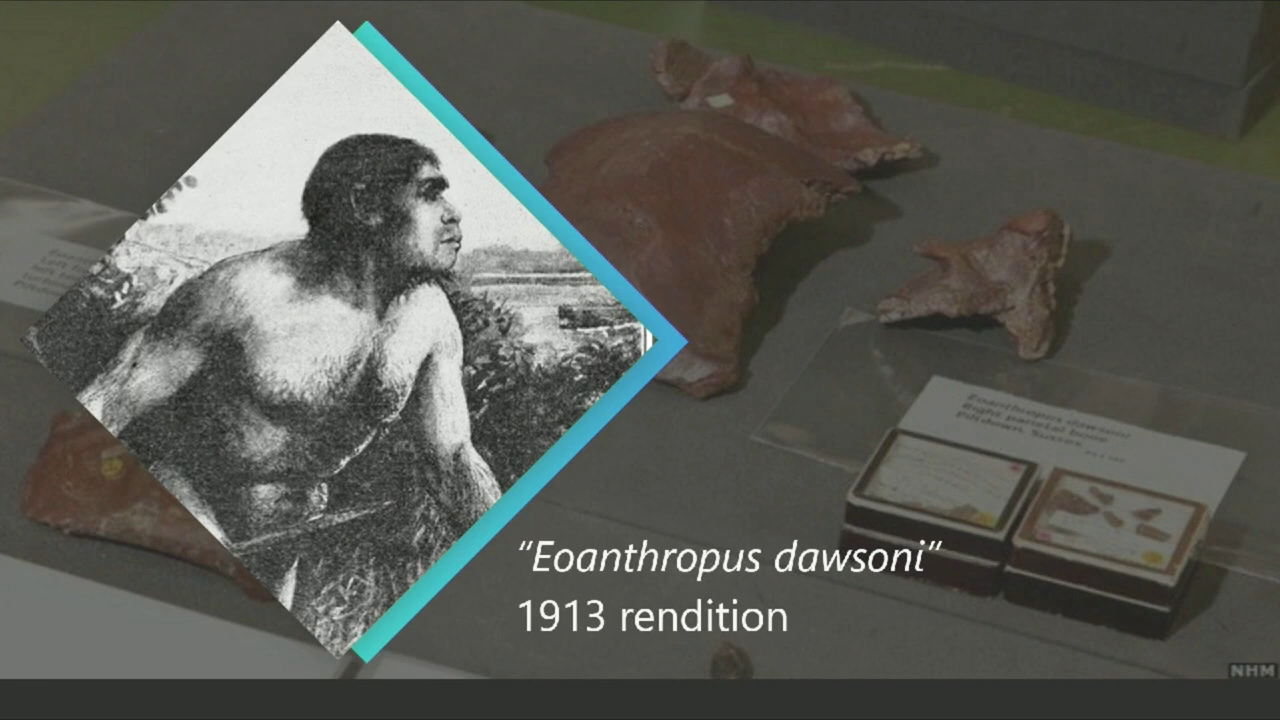 Eoanthropus dawsoni
Right parietal bone
Piltdown, Sussex
“Eoanthropus dawsoni”
1913 rendition
NHM